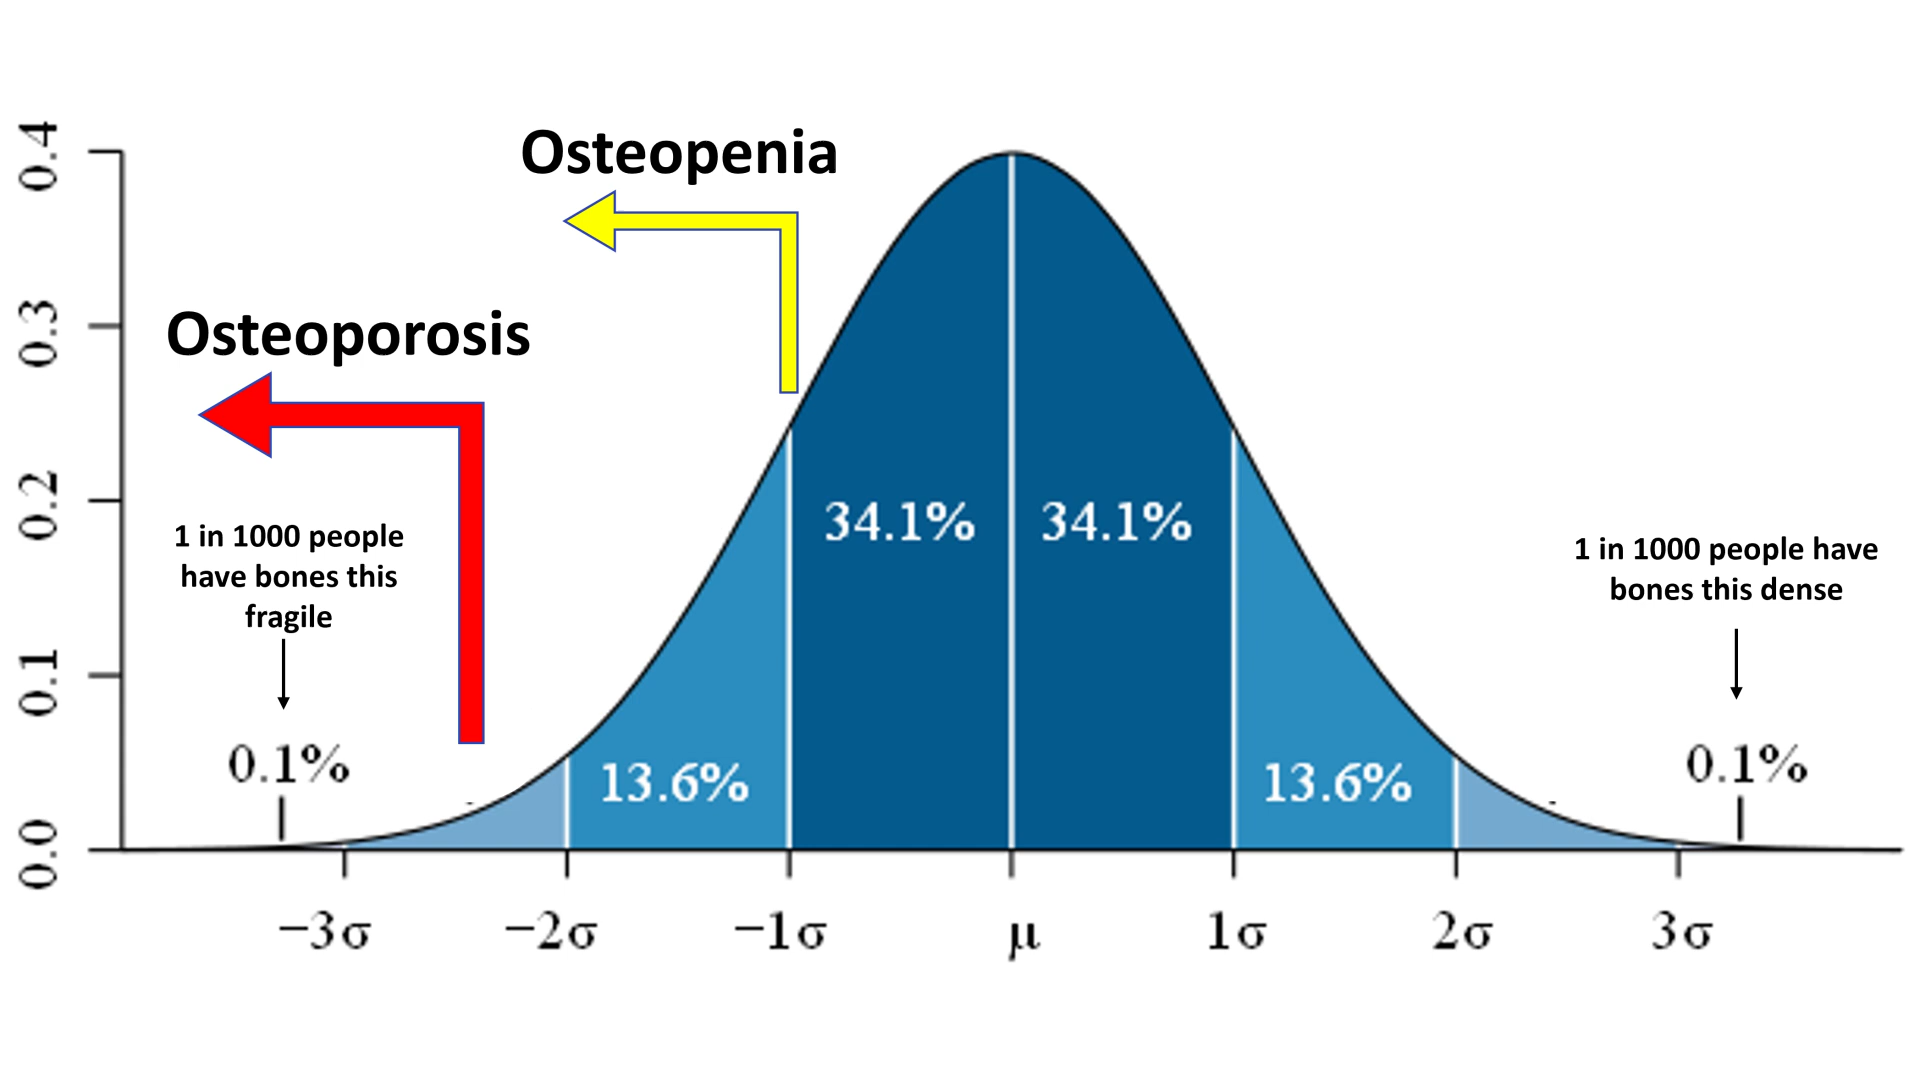 Osteopenia
Osteoporosis
1 in 1000 people
have bones this
fragile
1 in 1000 people have
bones this dense
0.4
0.3
0.2
0.1
0.0
34.1%
34.1%
0.1%
13.6%
13.6%
0.1%
−3σ
−2σ
−1σ
μ
1σ
2σ
3σ